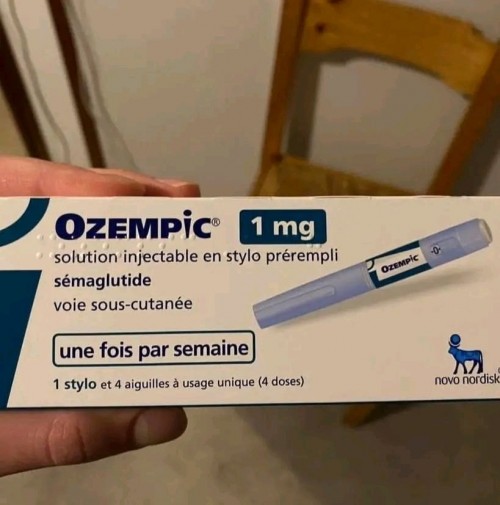 OZEMPIC® 1 mg
solution injectable en stylo prérempli
sémaglutide
voie sous-cutanée
une fois par semaine
1 stylo et 4 aiguilles à usage unique (4 doses)
OZEMPIC
novo nordisk